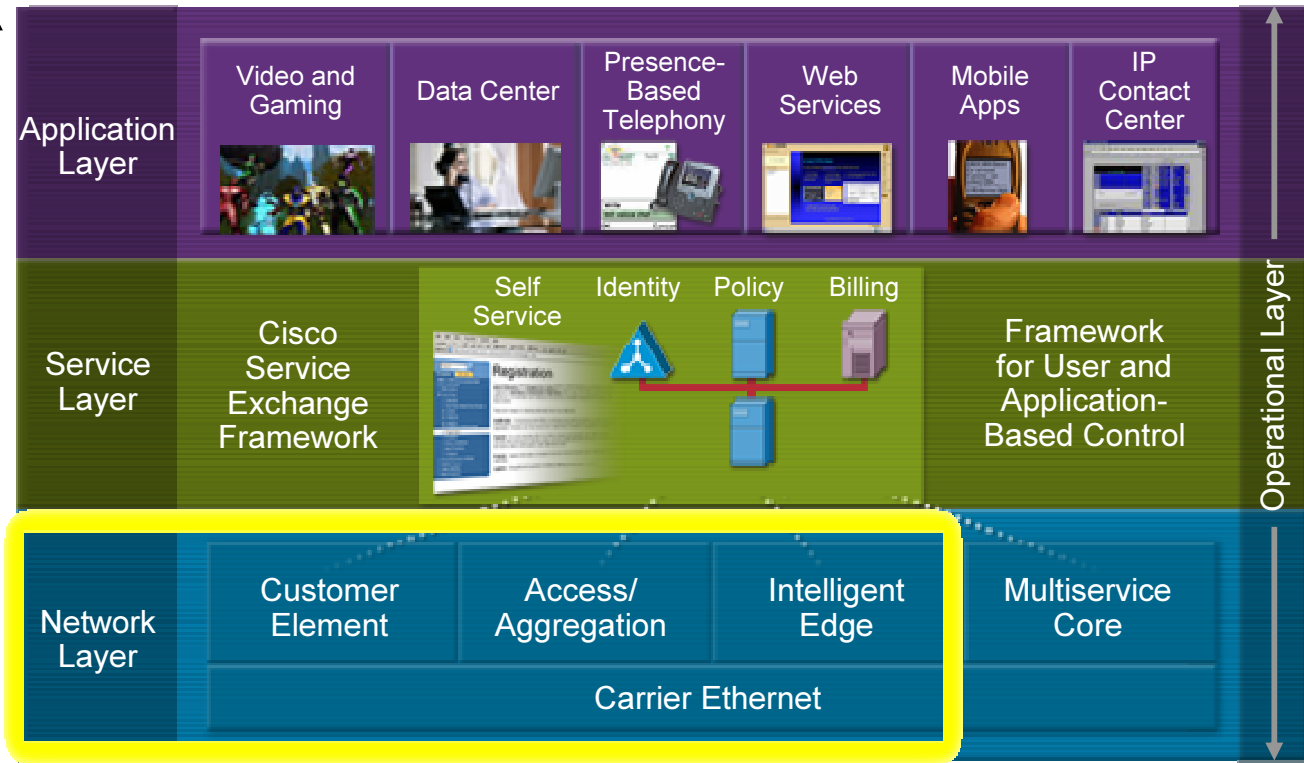 Application
Layer
Video and
Gaming
Data Center
Presence-
Based
Telephony
Web
Services
Mobile
Apps
IP
Contact
Center
Service
Layer
Cisco
Service
Exchange
Framework
Self
Service
Identity
Policy
Billing
Registration
Framework
for User and
Application-
Based Control
Operational Layer
Network
Layer
Customer
Element
Access/
Aggregation
Intelligent
Edge
Multiservice
Core
Carrier Ethernet